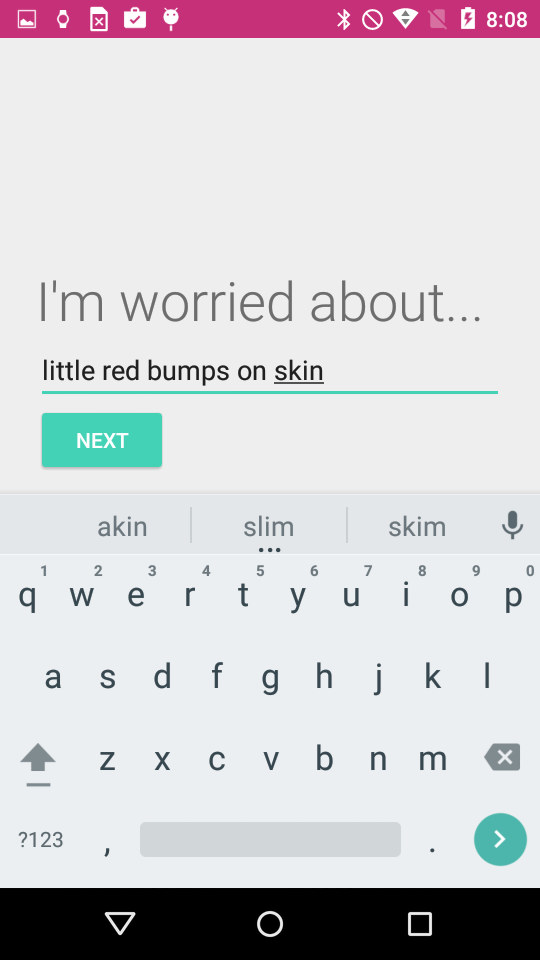 8:08
I'm worried about...
little red bumps on skin
NEXT
akin slim skim
1 2 3 4 5 6 7 8 9 0
q w e r t y u i o p
a s d f g h j k l
z x c v b n m
?123 , .